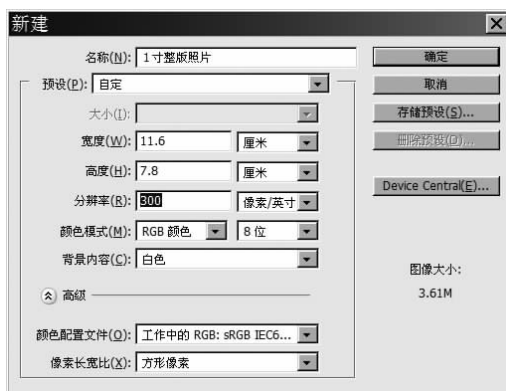 新建
名称(N): 1寸整版照片
预设(P): 自定
大小(I):
宽度(W): 11.6 厘米
高度(H): 7.8 厘米
分辨率(R): 300 像素/英寸
颜色模式(M): RGB 颜色 8 位
背景内容(C): 白色
高级
颜色配置文件(O): 工作中的 RGB: sRGB IEC6...
像素长宽比(X): 方形像素
确定
取消
存储预设(S)...
删除预设(D)...
Device Central(E)...
图像大小:
3.61M